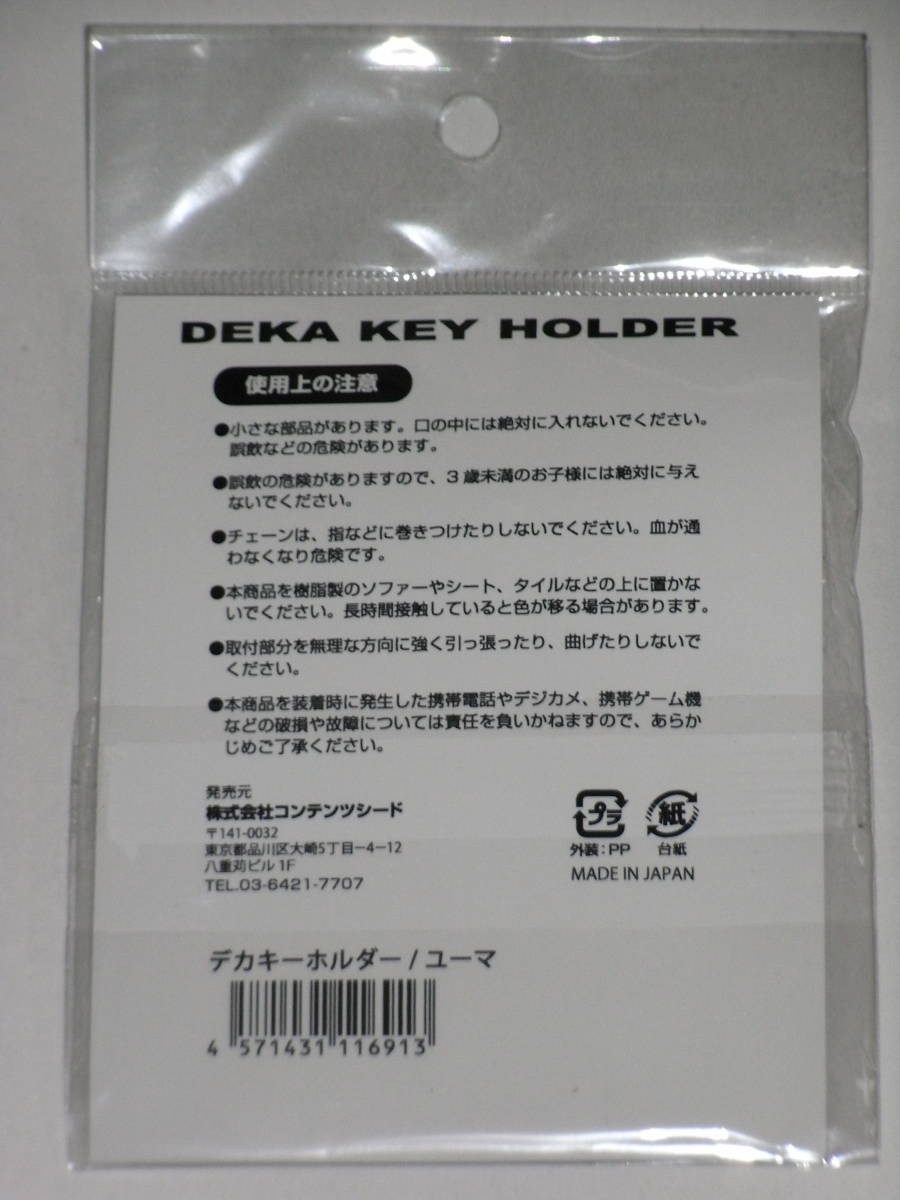 DEKA KEY HOLDER
使用上の注意
●小さな部品があります。口の中には絶対に入れないでください。
誤飲などの危険があります。
●誤飲の危険がありますので、3歳未満のお子様には絶対に与え
ないでください。
●チェーンは、指などに巻きつけたりしないでください。血が通
わなくなり危険です。
●本商品を樹脂製のソファーやシート、タイルなどの上に置かな
いでください。長時間接触していると色が移る場合があります。
●取付部分を無理な方向に強く引っ張ったり、曲げたりしないで
ください。
●本商品を装着時に発生した携帯電話やデジカメ、携帯ゲーム機
などの破損や故障については責任を負いかねますので、あらか
じめご了承ください。
発売元
株式会社コンテンツシード
〒141-0032
東京都品川区大崎5丁目-4-12
八重苅ビル1F
TEL.03-6421-7707
プラ 紙
外装:PP 台紙
MADE IN JAPAN
デカキーホルダー/ユーマ
4 571431 116913